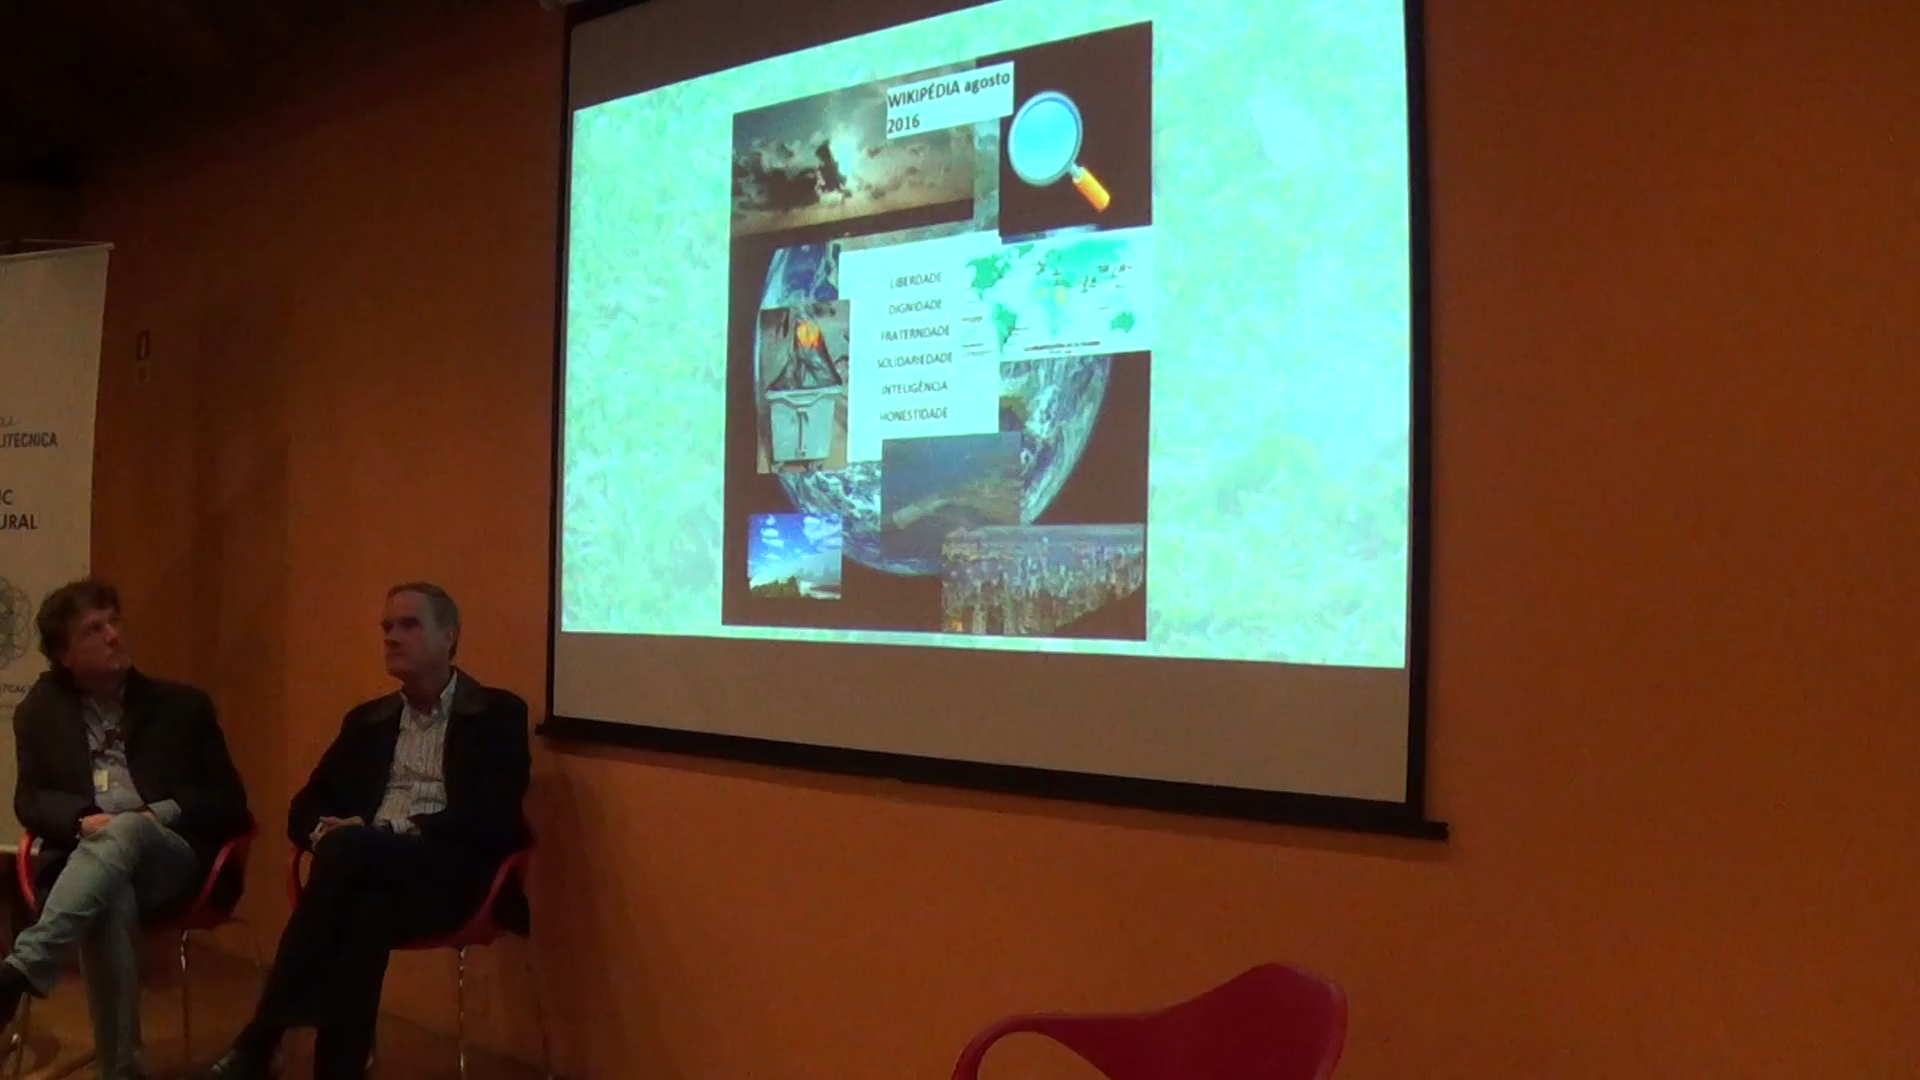 WIKIPÉDIA agosto
2016
LIBERDADE
DIGNIDADE
FRATERNIDADE
SOLIDARIEDADE
INTELIGÊNCIA
HONESTIDADE
LITECNICA
URAL